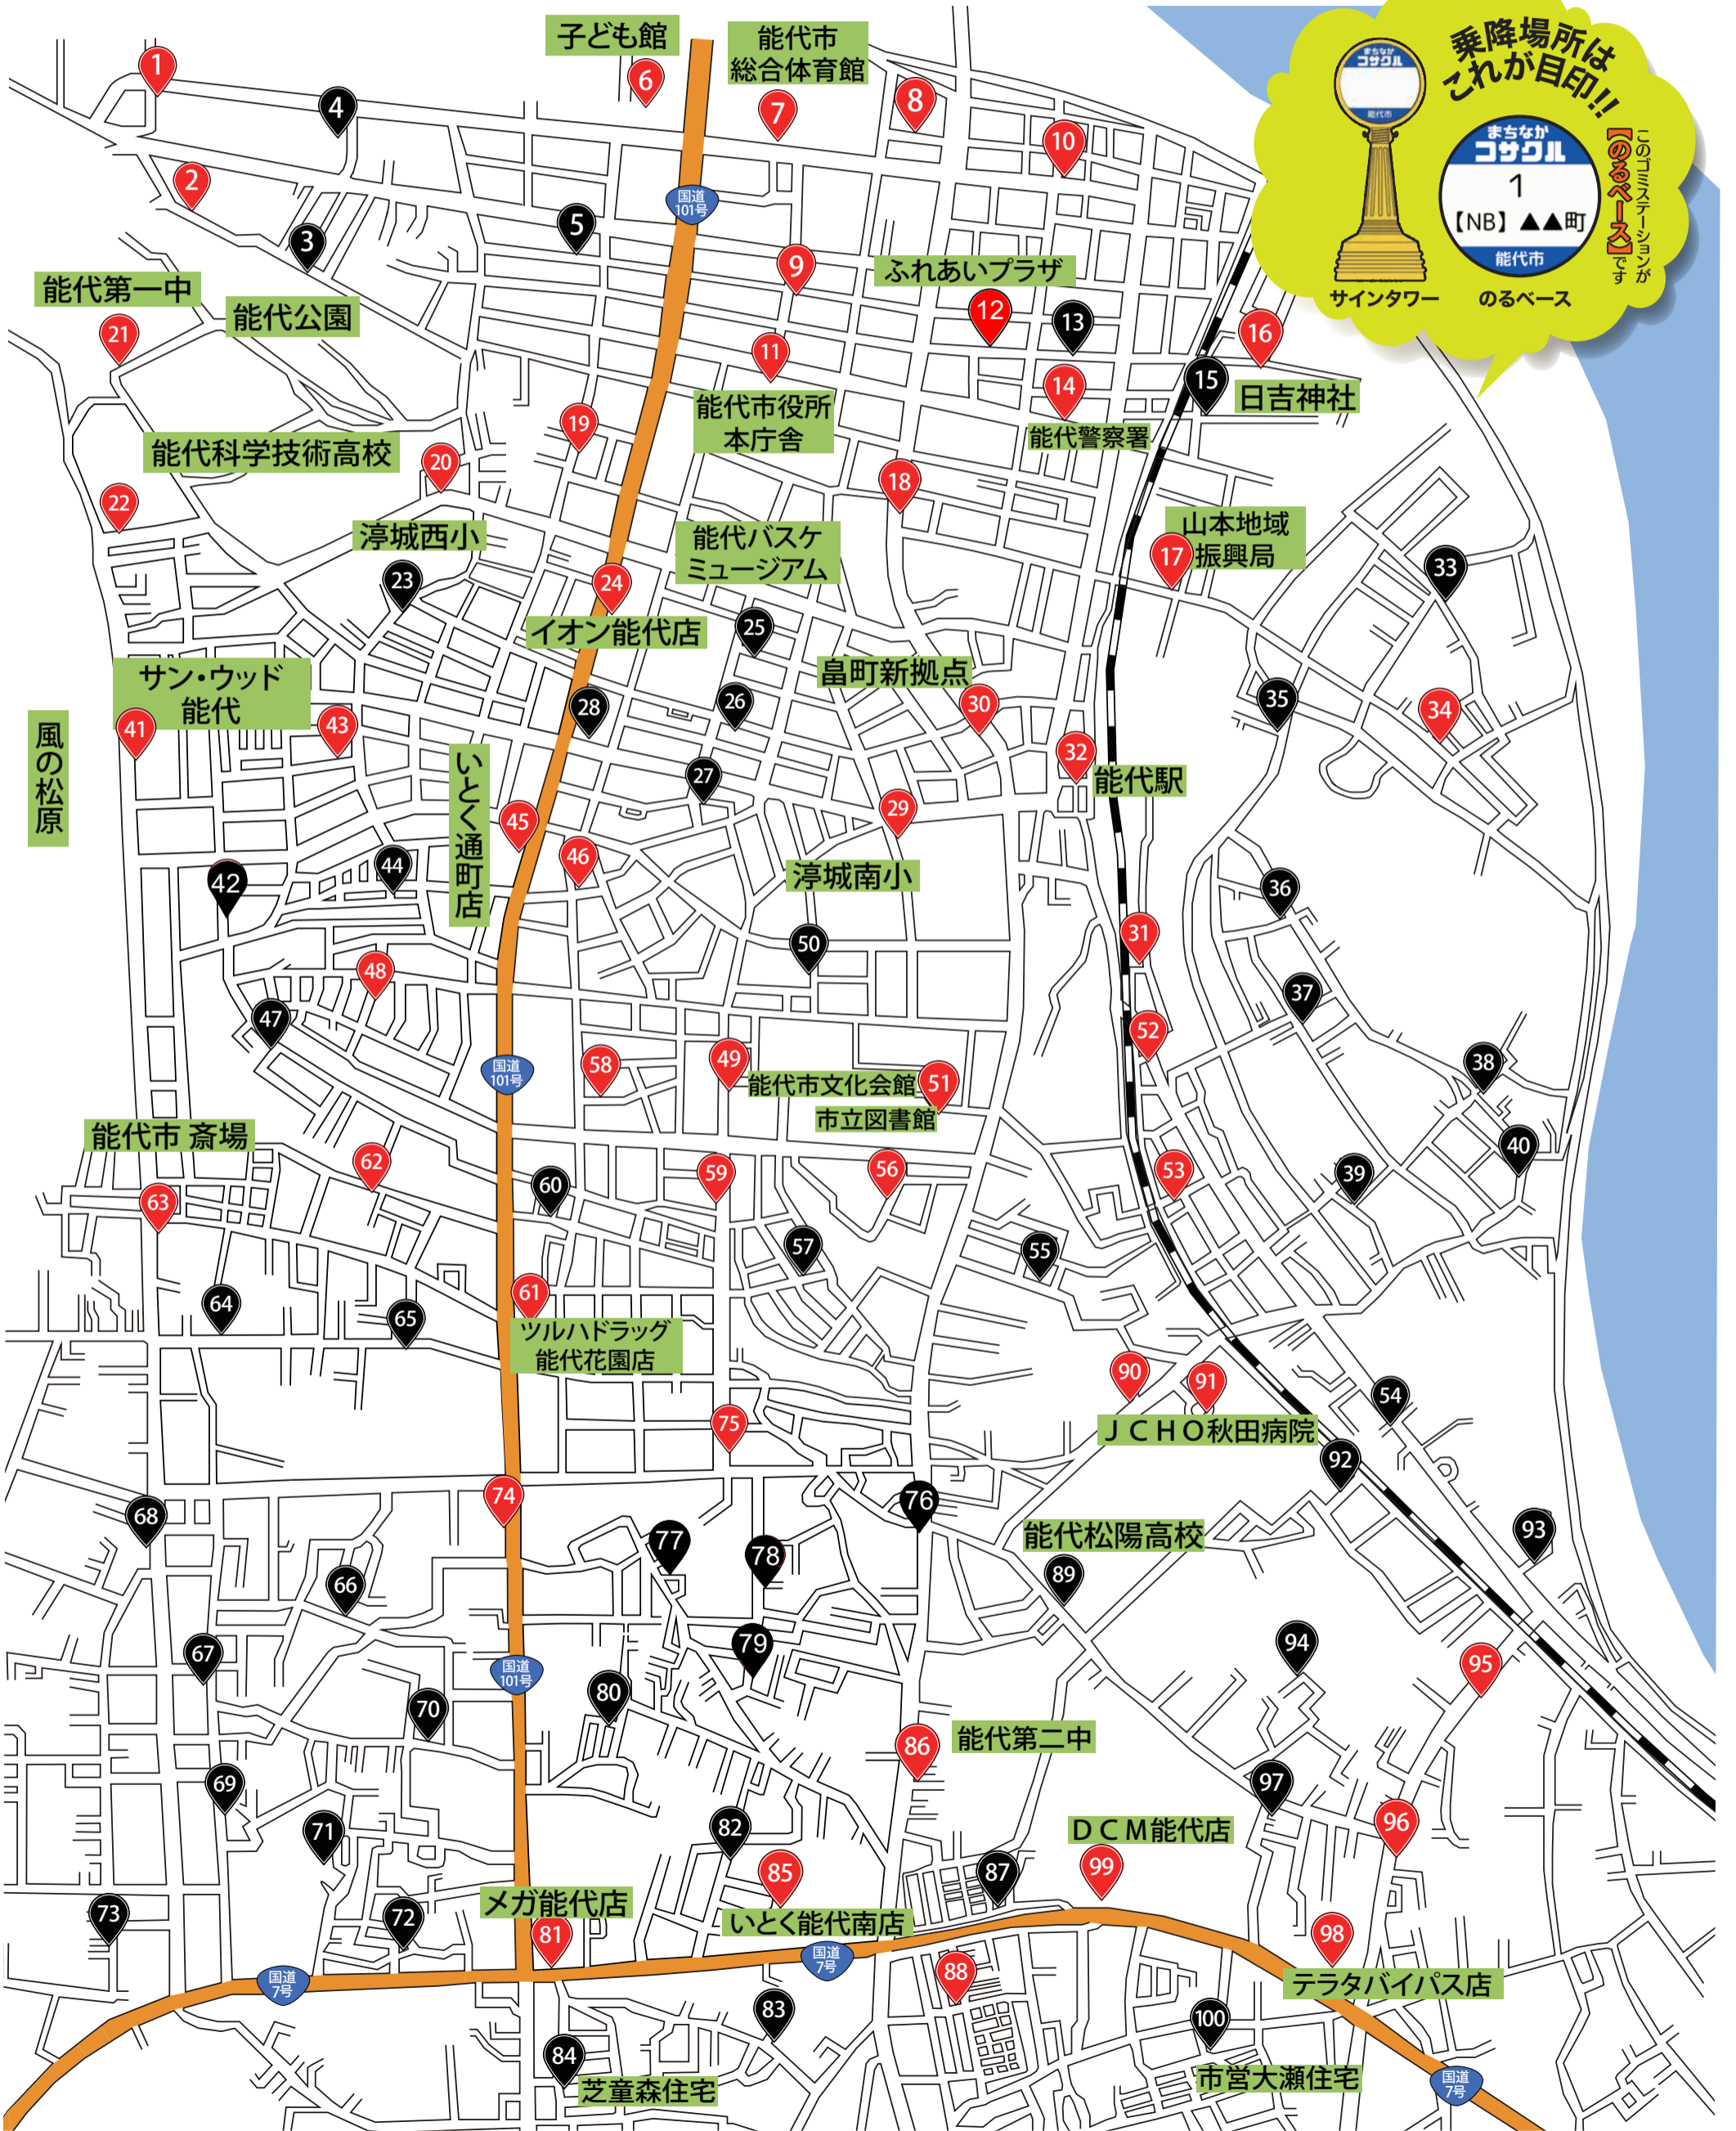 子ども館
能代市
総合体育館
乗降場所は
これが目印!!
まちなか
コサクル
能代市
まちなか
コサクル
1
【NB】▲▲町
能代市
このゴミステーションが
【のるベース】です
サインタワー
のるベース
1
2
3
4
5
6
7
8
9
10
国道
101号
能代第一中
能代公園
ふれあいプラザ
11
12
13
14
15
16
日吉神社
能代市役所
本庁舎
能代警察署
21
能代科学技術高校
19
20
22
18
17
山本地域
振興局
渟城西小
23
24
能代バスケ
ミュージアム
イオン能代店
25
26
27
28
畠町新拠点
30
29
32
能代駅
33
34
35
サン・ウッド
能代
41
43
風の松原
いとく通町店
42
44
45
46
渟城南小
50
31
36
37
38
39
40
47
48
国道
101号
58
49
能代市文化会館
市立図書館
51
52
53
能代市 斎場
62
63
60
59
56
57
55
64
65
61
ツルハドラッグ
能代花園店
90
91
JCHO秋田病院
54
92
93
75
74
76
68
66
67
77
78
79
80
能代松陽高校
89
94
95
国道
101号
70
69
71
86
能代第二中
97
96
DCM能代店
99
82
85
87
いとく能代南店
メガ能代店
81
73
72
国道
7号
国道
7号
88
98
テラタバイパス店
83
84
芝童森住宅
100
市営大瀬住宅
国道
7号